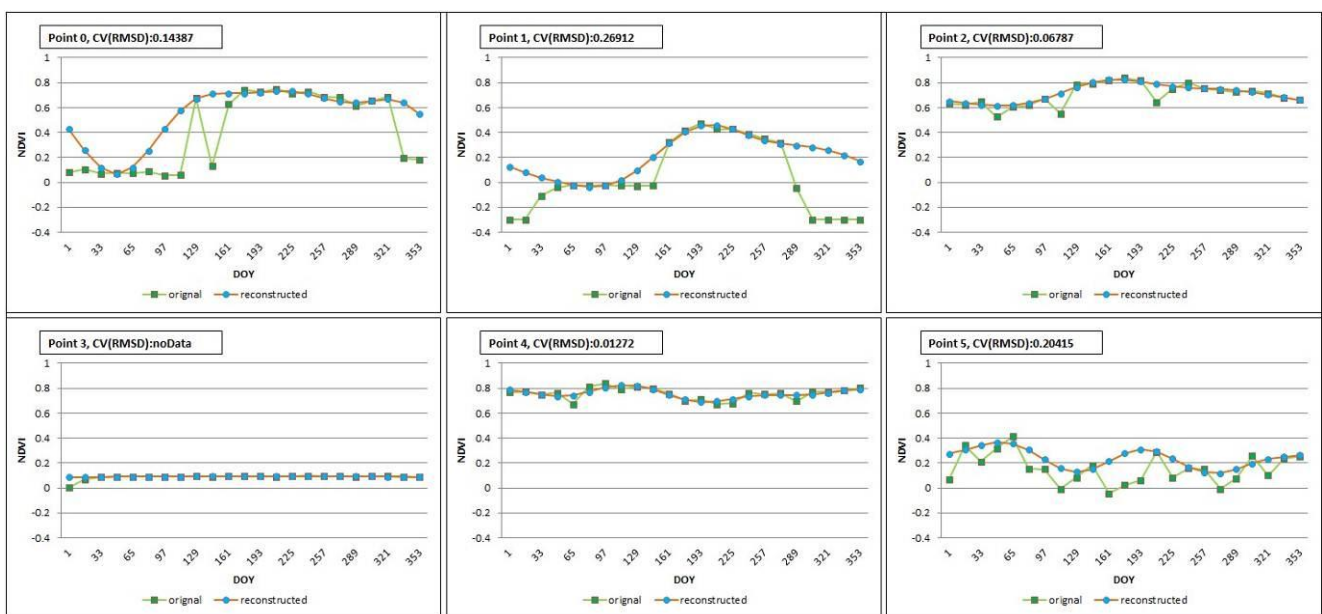 Point 0, CV(RMSD):0.14387
1
0.8
0.6
0.4
0.2
0
-0.2
-0.4
NDVI
1 33 65 97 129 161 193 225 257 289 321 353
DOY
orignal reconstructed
Point 1, CV(RMSD):0.26912
1
0.8
0.6
0.4
0.2
0
-0.2
-0.4
NDVI
1 33 65 97 129 161 193 225 257 289 321 353
DOY
orignal reconstructed
Point 2, CV(RMSD):0.06787
1
0.8
0.6
0.4
0.2
0
-0.2
-0.4
NDVI
1 33 65 97 129 161 193 225 257 289 321 353
DOY
orignal reconstructed
Point 3, CV(RMSD):noData
1
0.8
0.6
0.4
0.2
0
-0.2
-0.4
NDVI
1 33 65 97 129 161 193 225 257 289 321 353
DOY
orignal reconstructed
Point 4, CV(RMSD):0.01272
1
0.8
0.6
0.4
0.2
0
-0.2
-0.4
NDVI
1 33 65 97 129 161 193 225 257 289 321 353
DOY
orignal reconstructed
Point 5, CV(RMSD):0.20415
1
0.8
0.6
0.4
0.2
0
-0.2
-0.4
NDVI
1 33 65 97 129 161 193 225 257 289 321 353
DOY
orignal reconstructed